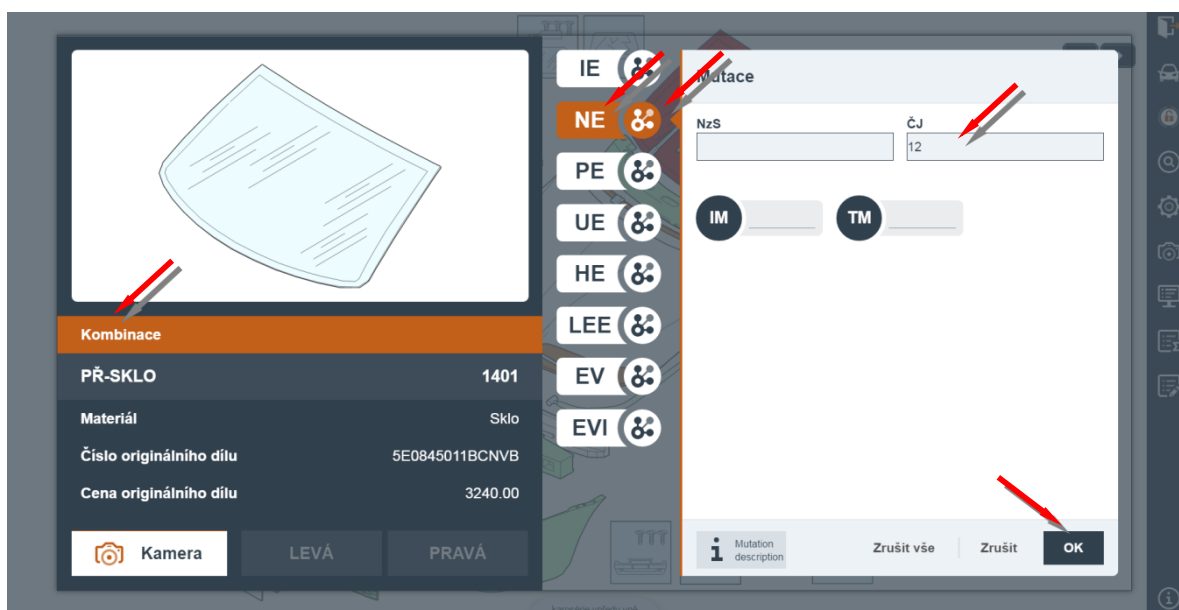 Kombinace
PŘ-SKLO 1401
Materiál Sklo
Číslo originálního dílu 5E0845011BCNVB
Cena originálního dílu 3240.00
Kamera LEVÁ PRAVÁ
IE
NE
PE
UE
HE
LEE
EV
EVI
Mutace
NzS ČJ
12
IM TM
i Mutation
description
Zrušit vše Zrušit OK